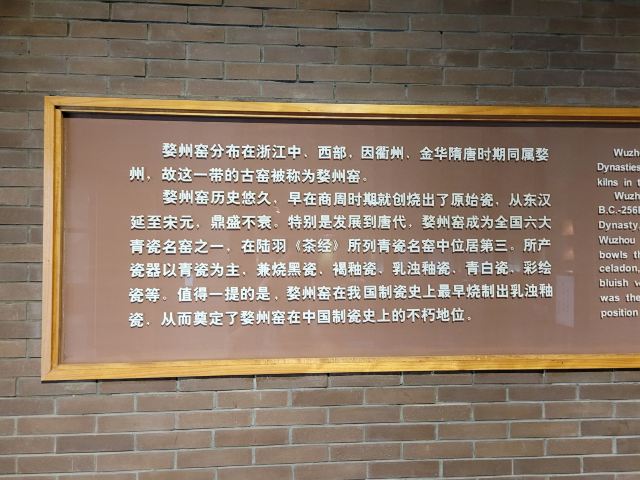 婺州窑分布在浙江中、西部，因衢州、金华隋唐时期同属婺
州，故这一带的古窑被称为婺州窑。
婺州窑历史悠久，早在商周时期就创烧出了原始瓷，从东汉
延至宋元，鼎盛不衰。特别是发展到唐代，婺州窑成为全国六大
青瓷名窑之一，在陆羽《茶经》所列青瓷名窑中位居第三。所产
瓷器以青瓷为主，兼烧黑瓷、褐釉瓷、乳浊釉瓷、青白瓷、彩绘
瓷等。值得一提的是，婺州窑在我国制瓷史上最早烧制出乳浊釉
瓷，从而奠定了婺州窑在中国制瓷史上的不朽地位。
Wuzho
Dynasties
kilns in t
Wuzh
B.C.-256
Dynasty,
Wuzhou
bowls th
celadon,
bluish
was the
position